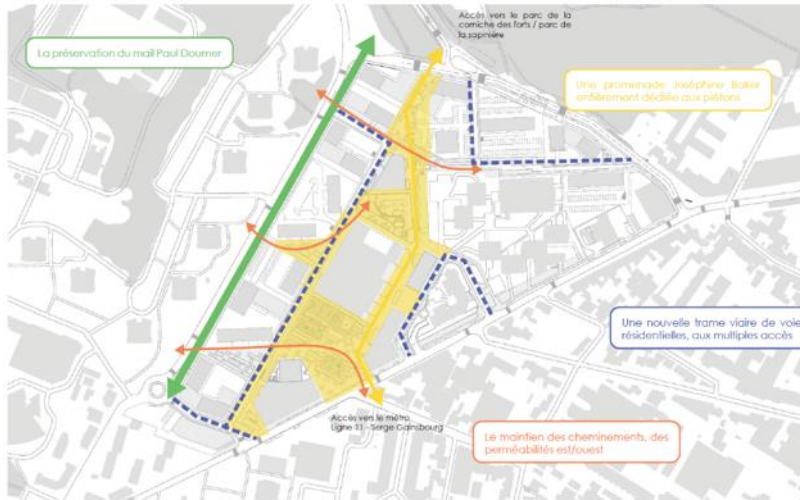 Accès vers le parc de la
corniche des forts / parc de
la sapinière
La préservation du mail Paul Doumer
Une promenade Joséphine Baker
entièrement dédiée aux piétons
Une nouvelle trame viaire de voie
résidentielles, aux multiples accès
Accès vers le métro
Ligne 11 - Serge Gainsbourg
Le maintien des cheminements, des
perméabilités est/ouest